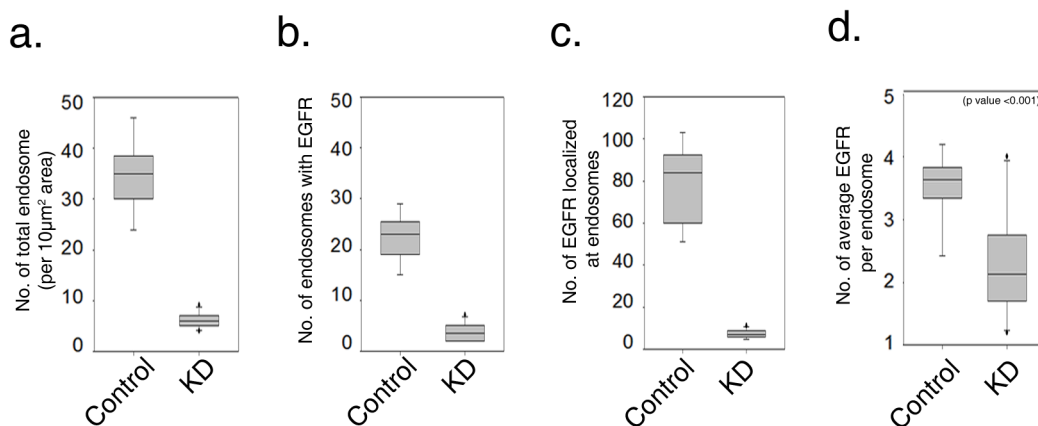 a.
No. of total endosome
(per 10µm² area)
50
40
30
20
10
0
Control
KD
b.
No. of endosomes with EGFR
50
40
30
20
10
0
Control
KD
c.
No. of EGFR localized
at endosomes
120
100
80
60
40
20
0
Control
KD
d.
No. of average EGFR
per endosome
5
4
3
2
1
(p value <0.001)
Control
KD